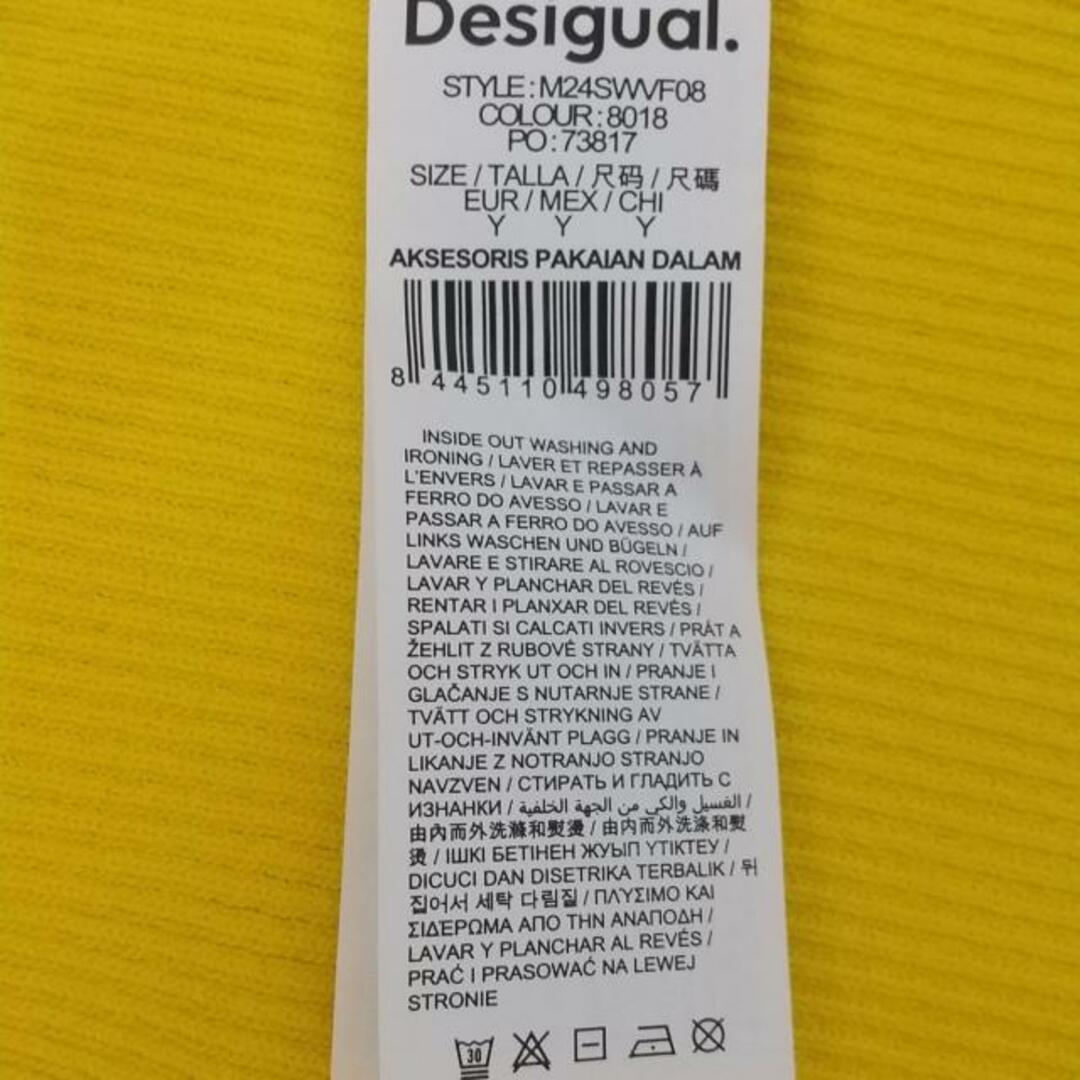 Desigual.
STYLE : M24SWVF08
COLOUR : 8018
PO : 73817
SIZE / TALLA / 尺码 / 尺碼
EUR / MEX / CHI
Y Y Y
AKSESORIS PAKAIAN DALAM
8 445110 498057
INSIDE OUT WASHING AND
IRONING / LAVER ET REPASSER À
L'ENVERS / LAVAR E PASSAR A
FERRO DO AVESSO / LAVAR E
PASSAR A FERRO DO AVESSO / AUF
LINKS WASCHEN UND BÜGELN /
LAVARE E STIRARE AL ROVESCIO /
LAVAR Y PLANCHAR DEL REVÉS /
RENTAR I PLANXAR DEL REVÉS /
SPALATI SI CALCATI INVERS / PRÁT A
ŽEHLIT Z RUBOVÉ STRANY / TVÄTTA
OCH STRYK UT OCH IN / PRANJE I
GLAČANJE S NUTARNJE STRANE /
TVÄTT OCH STRYKNING AV
UT-OCH-INVÄNT PLAGG / PRANJE IN
LIKANJE Z NOTRANJO STRANJO
NAVZVEN / СТИРАТЬ И ГЛАДИТЬ С
ИЗНАНКИ / الغسيل والكي من الجهة الخلفية /
由內而外洗滌和熨燙 / 由内而外洗涤和熨
烫 / ІШКІ БЕТІНЕН ЖУЫП ҮТІКТЕУ /
DICUCI DAN DISETRIKA TERBALIK / 뒤
집어서 세탁 다림질 / ΠΛΎΣΙΜΟ ΚΑΙ
ΣΙΔΈΡΩΜΑ ΑΠΟ ΤΗΝ ΑΝΑΠΟΔΗ /
LAVAR Y PLANCHAR AL REVÉS /
PRAĆ I PRASOWAĆ NA LEWEJ
STRONIE
30